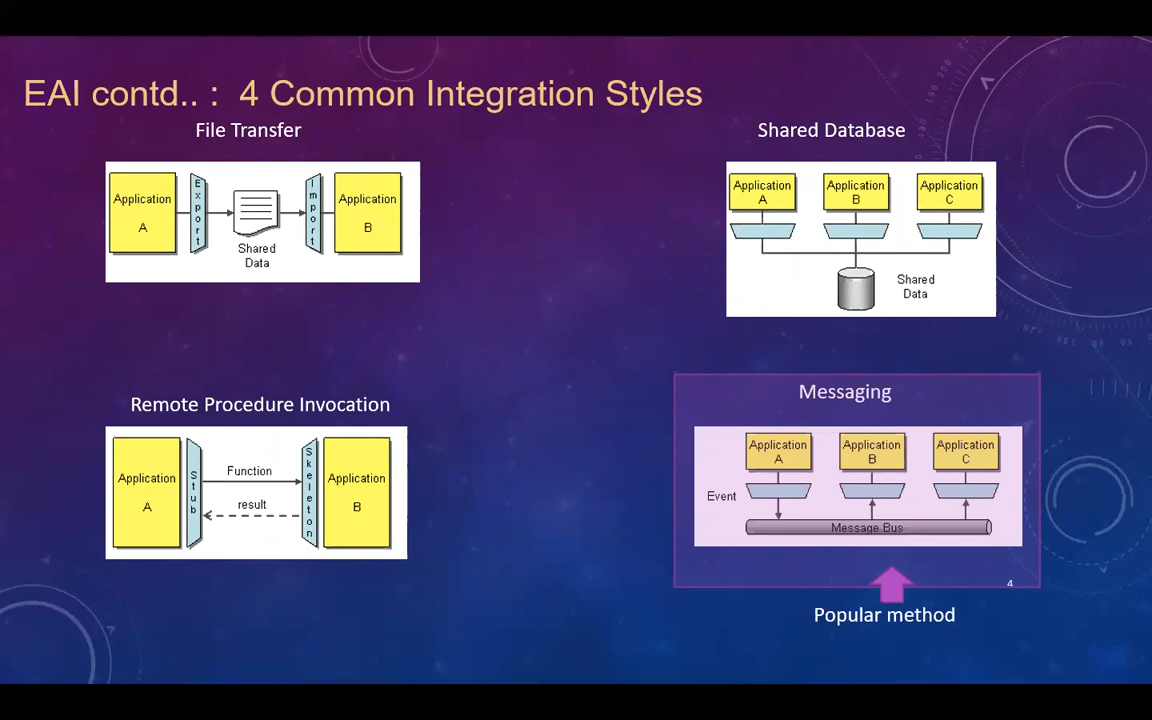 EAI contd.. :  4 Common Integration Styles
File Transfer
Application
A
Export
Shared
Data
Import
Application
B
Shared Database
Application
A
Application
B
Application
C
Shared
Data
Remote Procedure Invocation
Application
A
Stub
Function
result
Skeleton
Application
B
Messaging
Application
A
Application
B
Application
C
Event
Message Bus
4
Popular method